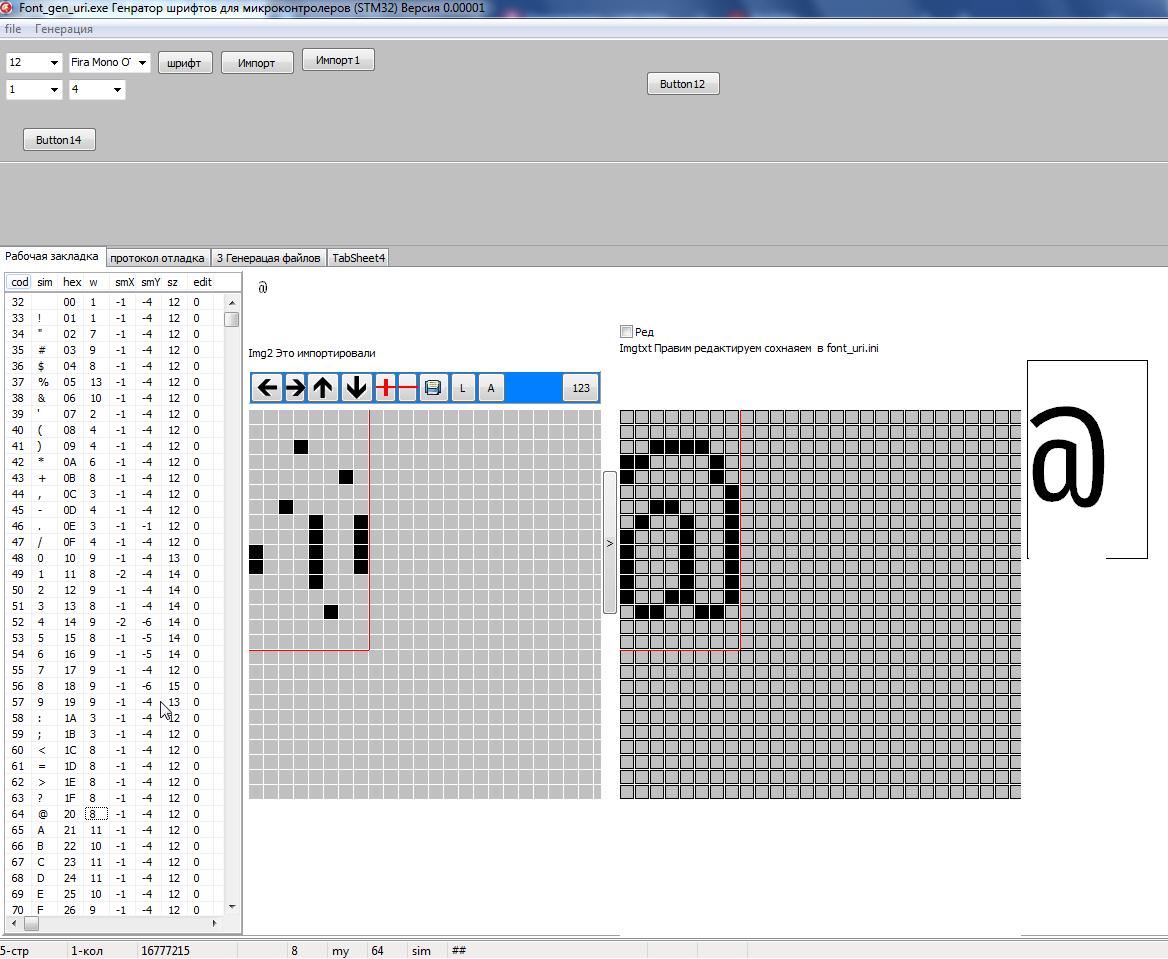 Font_gen_uri.exe Генратор шрифтов для микроконтролеров (STM32) Версия 0.00001
file Генерация
12 Fira Mono OT шрифт Импорт Импорт1
1 4 Button12
Button14
Рабочая закладка протокол отладка 3 Генерацая файлов TabSheet4
cod sim hex w smX smY sz edit
32 00 1 -1 -4 12 0
33 ! 01 1 -1 -4 12 0
34 " 02 7 -1 -4 12 0
35 # 03 9 -1 -4 12 0
36 $ 04 8 -1 -4 12 0
37 % 05 13 -1 -4 12 0
38 & 06 10 -1 -4 12 0
39 ' 07 2 -1 -4 12 0
40 ( 08 4 -1 -4 12 0
41 ) 09 4 -1 -4 12 0
42 * 0A 6 -1 -4 12 0
43 + 0B 8 -1 -4 12 0
44 , 0C 3 -1 -4 12 0
45 - 0D 4 -1 -4 12 0
46 . 0E 3 -1 -1 12 0
47 / 0F 4 -1 -4 12 0
48 0 10 9 -1 -4 13 0
49 1 11 8 -2 -4 14 0
50 2 12 9 -1 -4 14 0
51 3 13 8 -1 -4 14 0
52 4 14 9 -2 -6 14 0
53 5 15 8 -1 -5 14 0
54 6 16 9 -1 -5 14 0
55 7 17 9 -1 -4 12 0
56 8 18 9 -1 -6 15 0
57 9 19 9 -1 -4 13 0
58 : 1A 3 -1 -4 12 0
59 ; 1B 3 -1 -4 12 0
60 < 1C 8 -1 -4 12 0
61 = 1D 8 -1 -4 12 0
62 > 1E 8 -1 -4 12 0
63 ? 1F 8 -1 -4 12 0
64 @ 20 8 -1 -4 12 0
65 A 21 11 -1 -4 12 0
66 B 22 10 -1 -4 12 0
67 C 23 11 -1 -4 12 0
68 D 24 11 -1 -4 12 0
69 E 25 10 -1 -4 12 0
70 F 26 9 -1 -4 12 0
@
Img2 Это импортировали
L A 123
>
Ред
Imgtxt Правим редактируем сохнаяем в font_uri.ini
@
5-стр 1-кол 16777215 8 my 64 sim ##